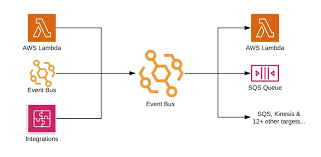 AWS Lambda
Event Bus
Integrations
Event Bus
AWS Lambda
SQS Queue
SQS, Kinesis &
12+ other targets...